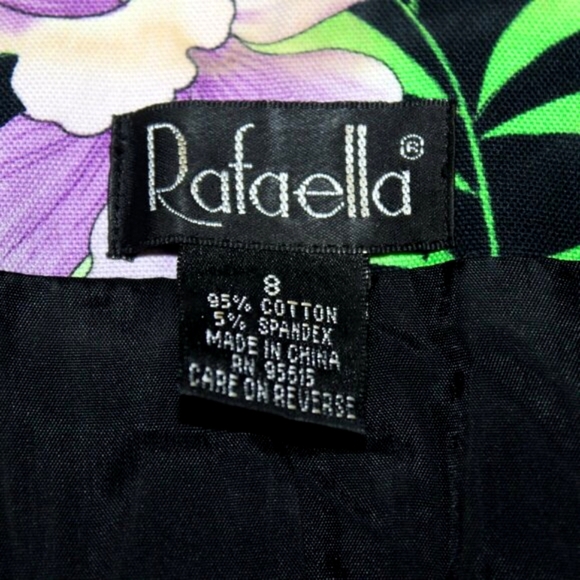 Rafaella®
8
95% COTTON
5% SPANDEX
MADE IN CHINA
RN 95515
CARE ON REVERSE